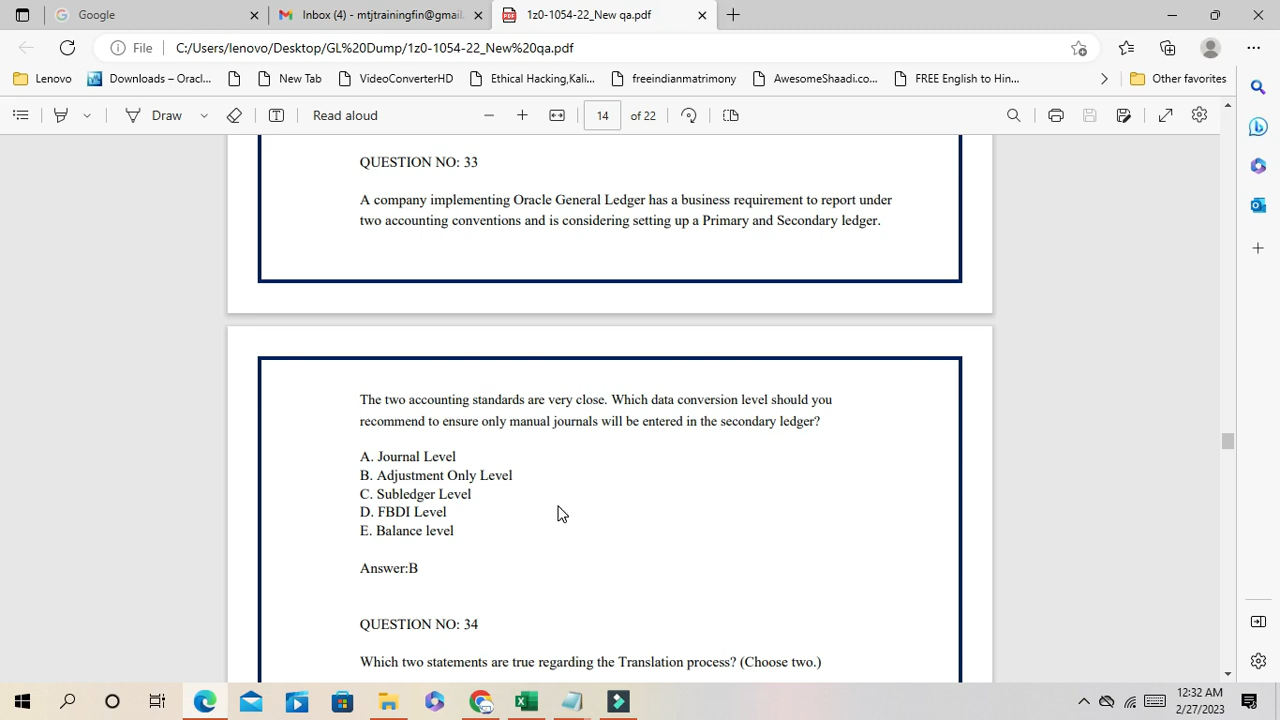 Google
Inbox (4) - mtjtrainingfin@gmail.
1z0-1054-22_New qa.pdf
File
C:/Users/lenovo/Desktop/GL%20Dump/1z0-1054-22_New%20qa.pdf
Lenovo
Downloads – Oracl...
New Tab
VideoConverterHD
Ethical Hacking,Kali...
freeindianmatrimony
AwesomeShaadi.co...
FREE English to Hin...
Other favorites
Draw
Read aloud
14
of 22
QUESTION NO: 33
A company implementing Oracle General Ledger has a business requirement to report under
two accounting conventions and is considering setting up a Primary and Secondary ledger.
The two accounting standards are very close. Which data conversion level should you
recommend to ensure only manual journals will be entered in the secondary ledger?
A. Journal Level
B. Adjustment Only Level
C. Subledger Level
D. FBDI Level
E. Balance level
Answer:B
QUESTION NO: 34
Which two statements are true regarding the Translation process? (Choose two.)
12:32 AM
2/27/2023